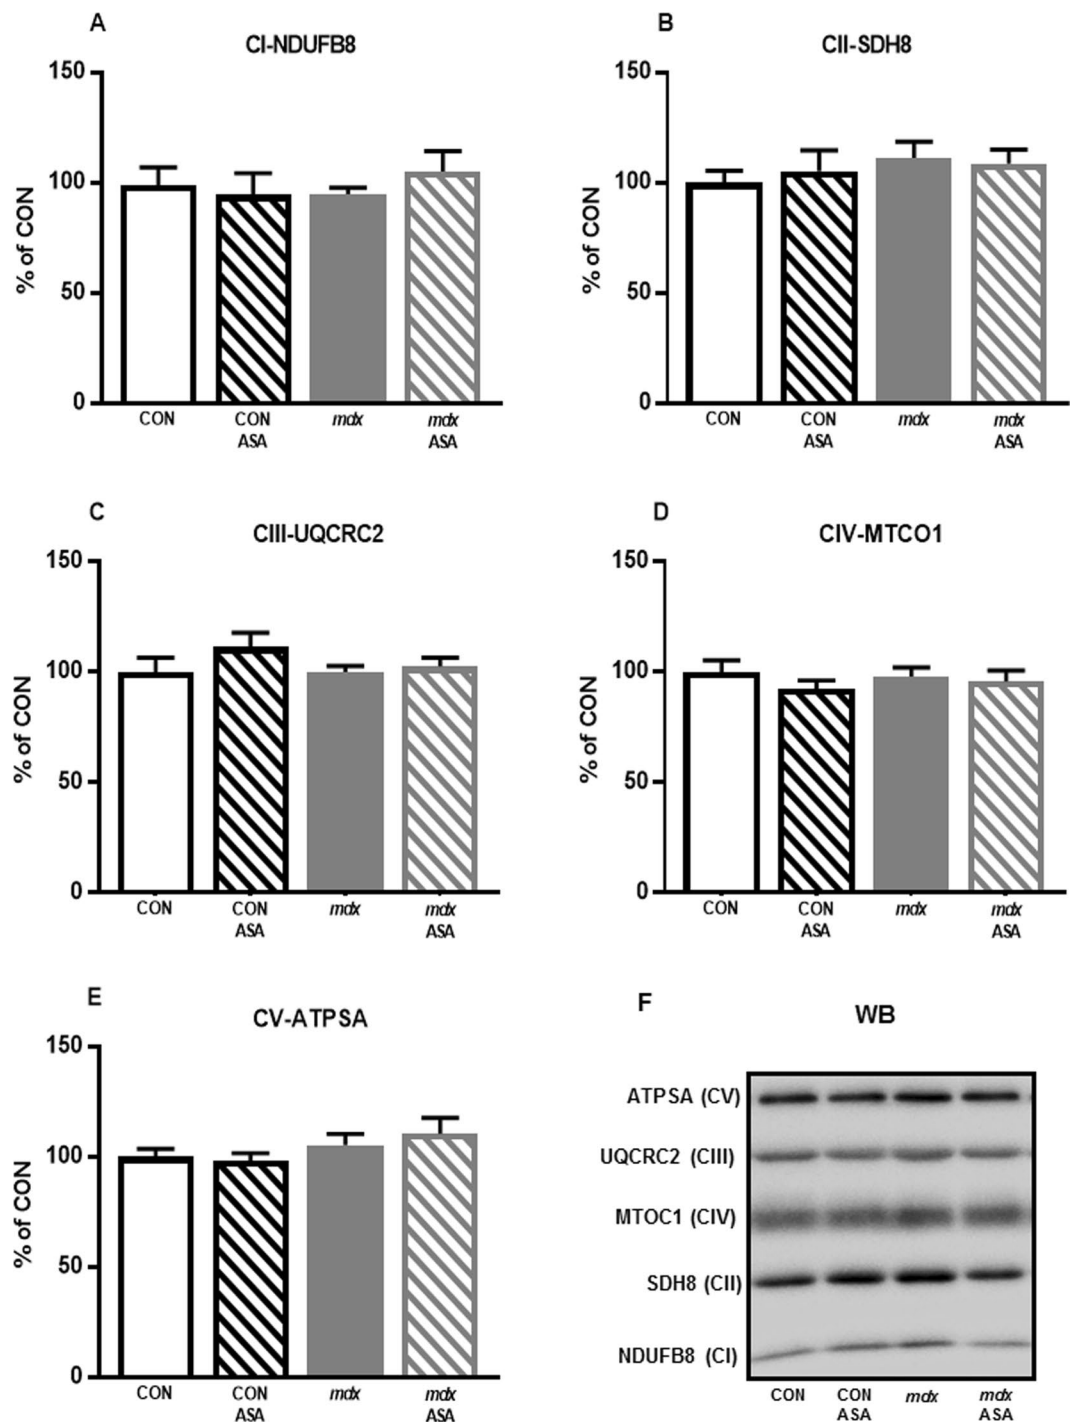 A
CI-NDUFB8
150
100
50
0
% of CON
CON
CON
ASA
mdx
mdx
ASA
B
CII-SDH8
150
100
50
0
% of CON
CON
CON
ASA
mdx
mdx
ASA
C
CIII-UQCRC2
150
100
50
0
% of CON
CON
CON
ASA
mdx
mdx
ASA
D
CIV-MTCO1
150
100
50
0
% of CON
CON
CON
ASA
mdx
mdx
ASA
E
CV-ATPSA
150
100
50
0
% of CON
CON
CON
ASA
mdx
mdx
ASA
F
WB
ATPSA (CV)
UQCRC2 (CIII)
MTOC1 (CIV)
SDH8 (CII)
NDUFB8 (CI)
CON
CON
ASA
mdx
mdx
ASA